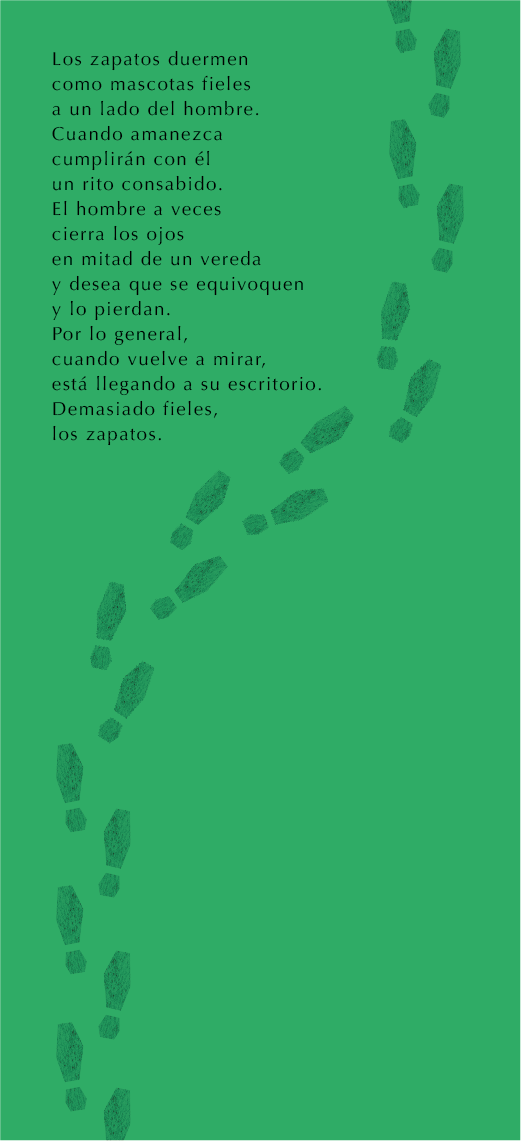 Los zapatos duermen
como mascotas fieles
a un lado del hombre.
Cuando amanezca
cumplirán con él
un rito consabido.
El hombre a veces
cierra los ojos
en mitad de un vereda
y desea que se equivoquen
y lo pierdan.
Por lo general,
cuando vuelve a mirar,
está llegando a su escritorio.
Demasiado fieles,
los zapatos.